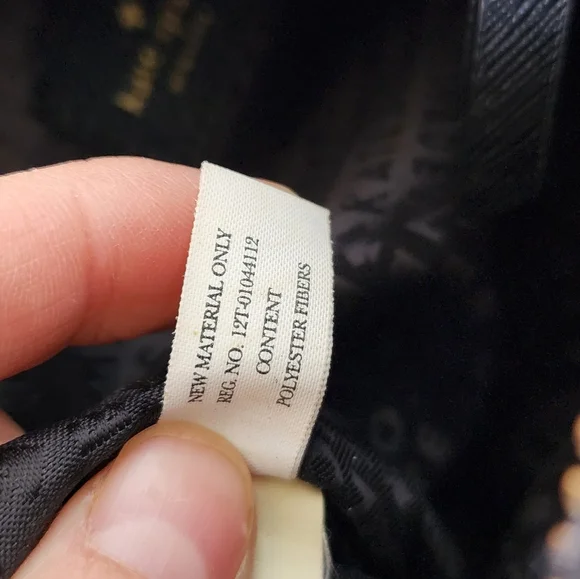 NEW MATERIAL ONLY
REG. NO. 12T-01044112
CONTENT
POLYESTER FIBERS